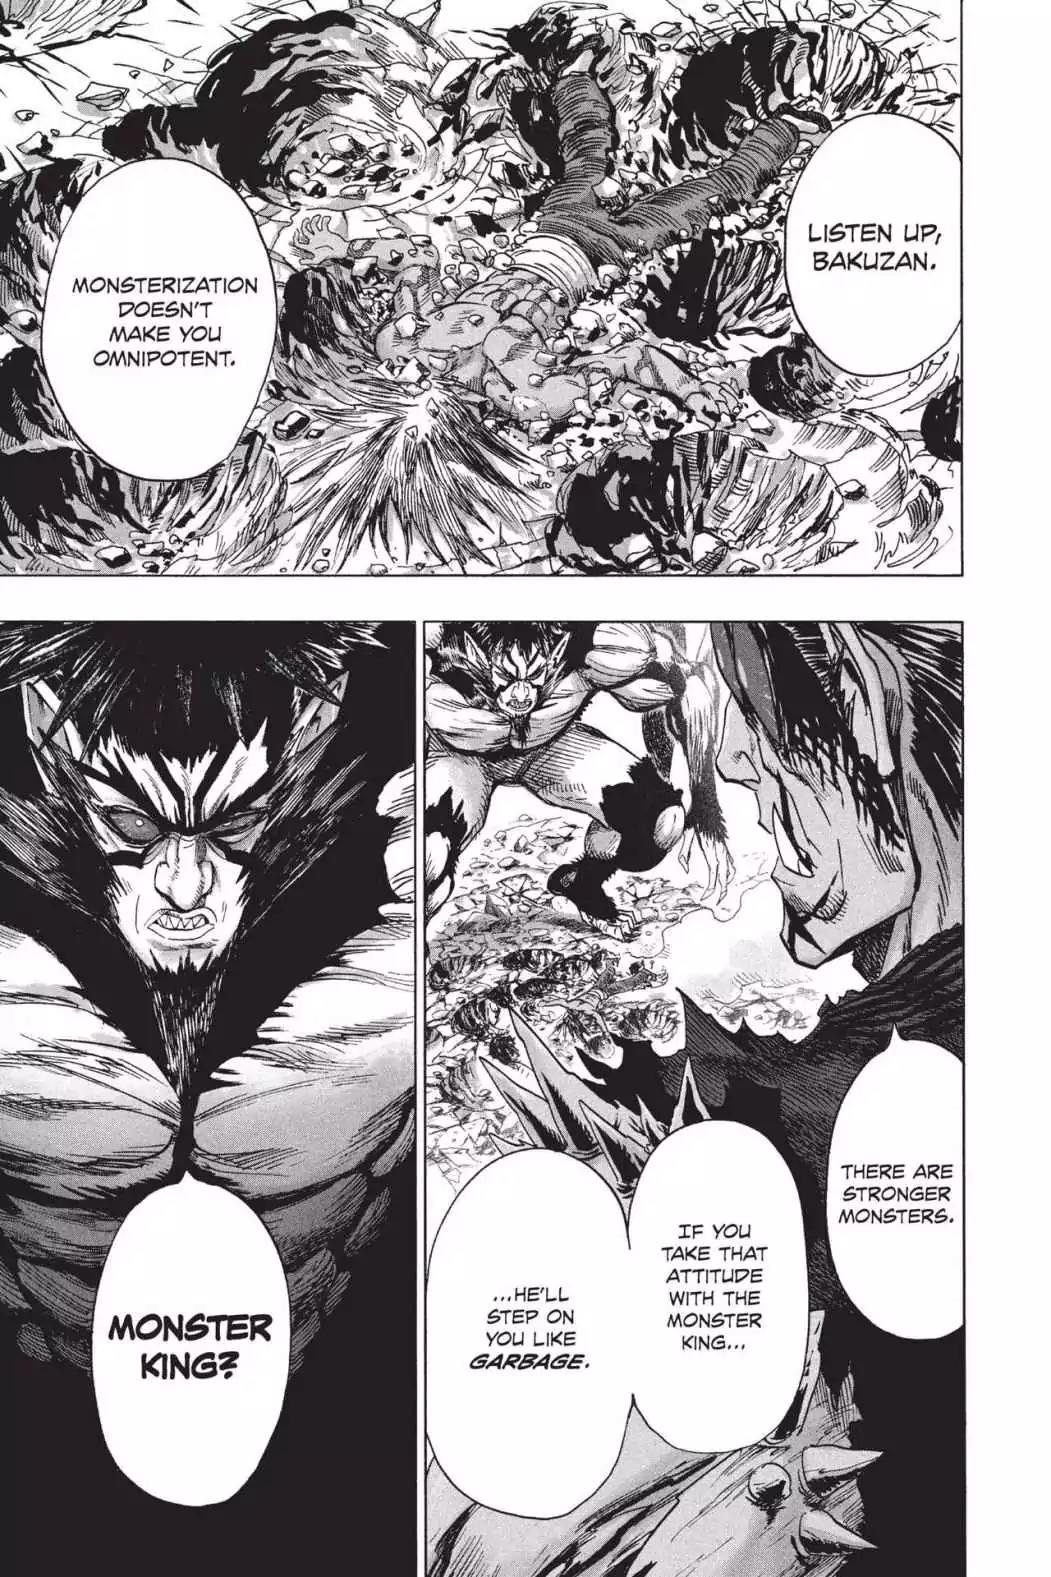 LISTEN UP,
BAKUZAN.
MONSTERIZATION
DOESN'T
MAKE YOU
OMNIPOTENT.
THERE ARE
STRONGER
MONSTERS.
IF YOU
TAKE THAT
ATTITUDE
WITH THE
MONSTER
KING...
...HE'LL
STEP ON
YOU LIKE
GARBAGE.
MONSTER
KING?